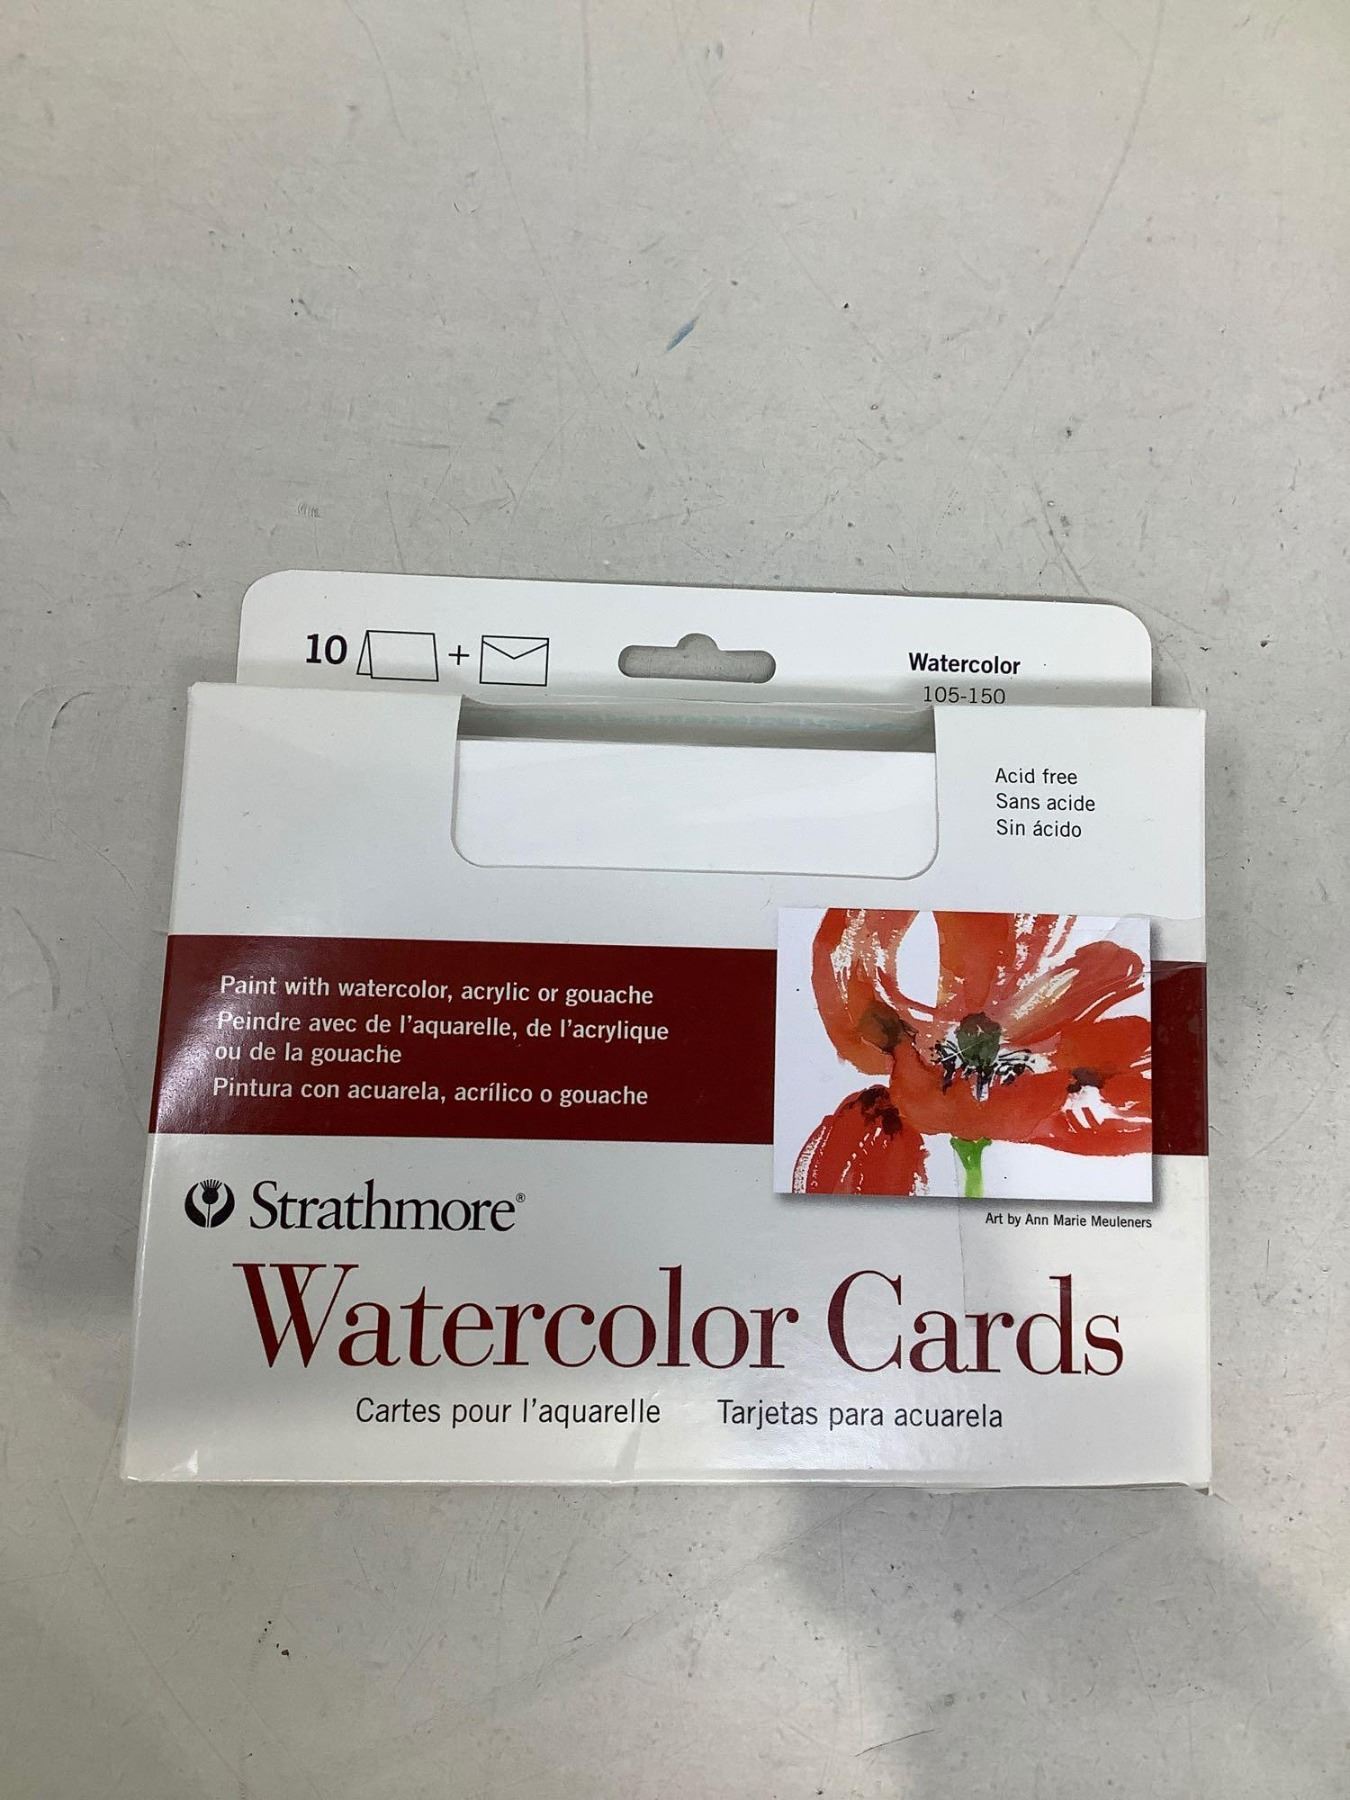 10 +
Watercolor
105-150
Acid free
Sans acide
Sin ácido
Paint with watercolor, acrylic or gouache
Peindre avec de l'aquarelle, de l'acrylique
ou de la gouache
Pintura con acuarela, acrílico o gouache
Strathmore®
Art by Ann Marie Meuleners
Watercolor Cards
Cartes pour l'aquarelle Tarjetas para acuarela